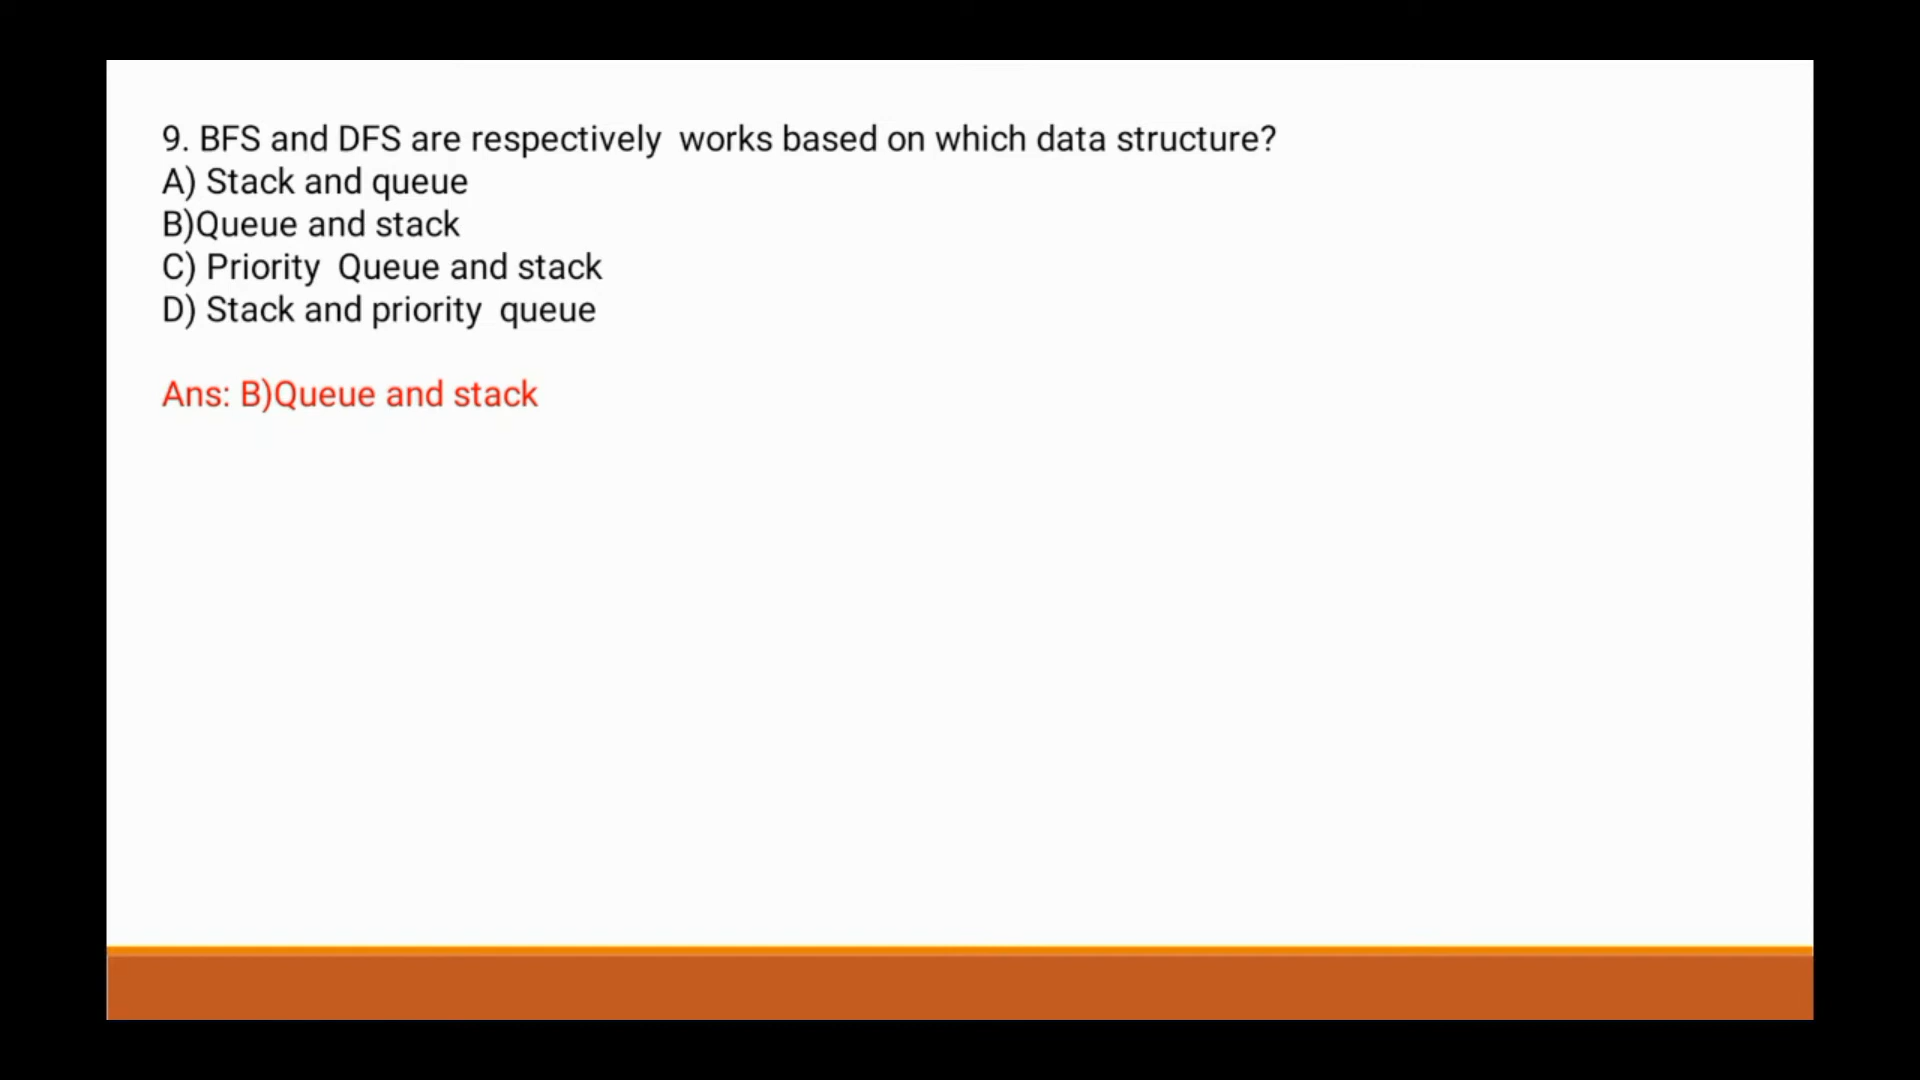 9. BFS and DFS are respectively  works based on which data structure?
A) Stack and queue
B)Queue and stack
C) Priority  Queue and stack
D) Stack and priority  queue
Ans: B)Queue and stack